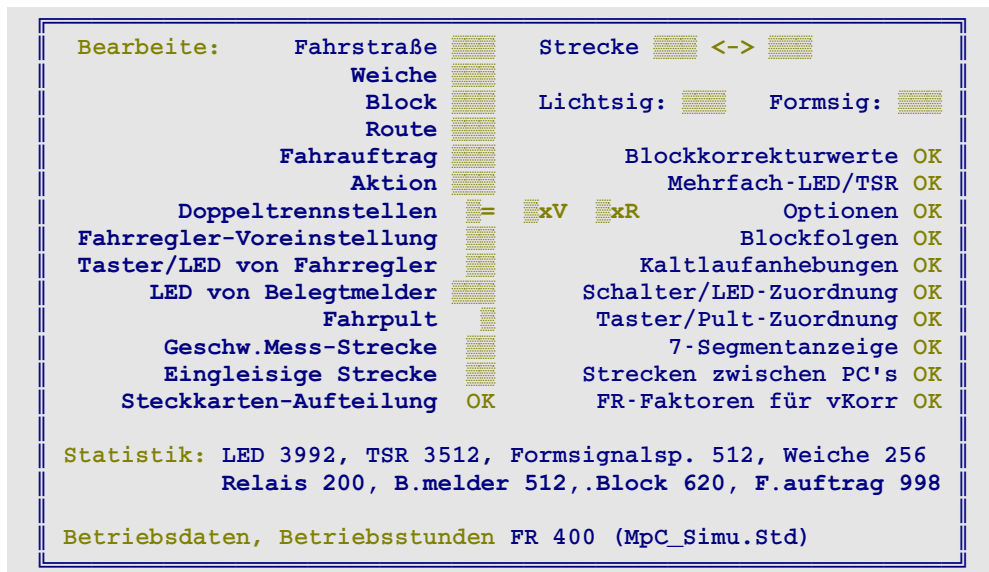 Bearbeite: Fahrstraße Strecke <->
Weiche
Block Lichtsig: Formsig:
Route
Fahrauftrag Blockkorrekturwerte OK
Aktion Mehrfach-LED/TSR OK
Doppeltrennstellen = xV xR Optionen OK
Fahrregler-Voreinstellung Blockfolgen OK
Taster/LED von Fahrregler Kaltlaufanhebungen OK
LED von Belegtmelder Schalter/LED-Zuordnung OK
Fahrpult Taster/Pult-Zuordnung OK
Geschw.Mess-Strecke 7-Segmentanzeige OK
Eingleisige Strecke Strecken zwischen PC's OK
Steckkarten-Aufteilung OK FR-Faktoren für vKorr OK
Statistik: LED 3992, TSR 3512, Formsignalsp. 512, Weiche 256
Relais 200, B.melder 512,.Block 620, F.auftrag 998
Betriebsdaten, Betriebsstunden FR 400 (MpC_Simu.Std)